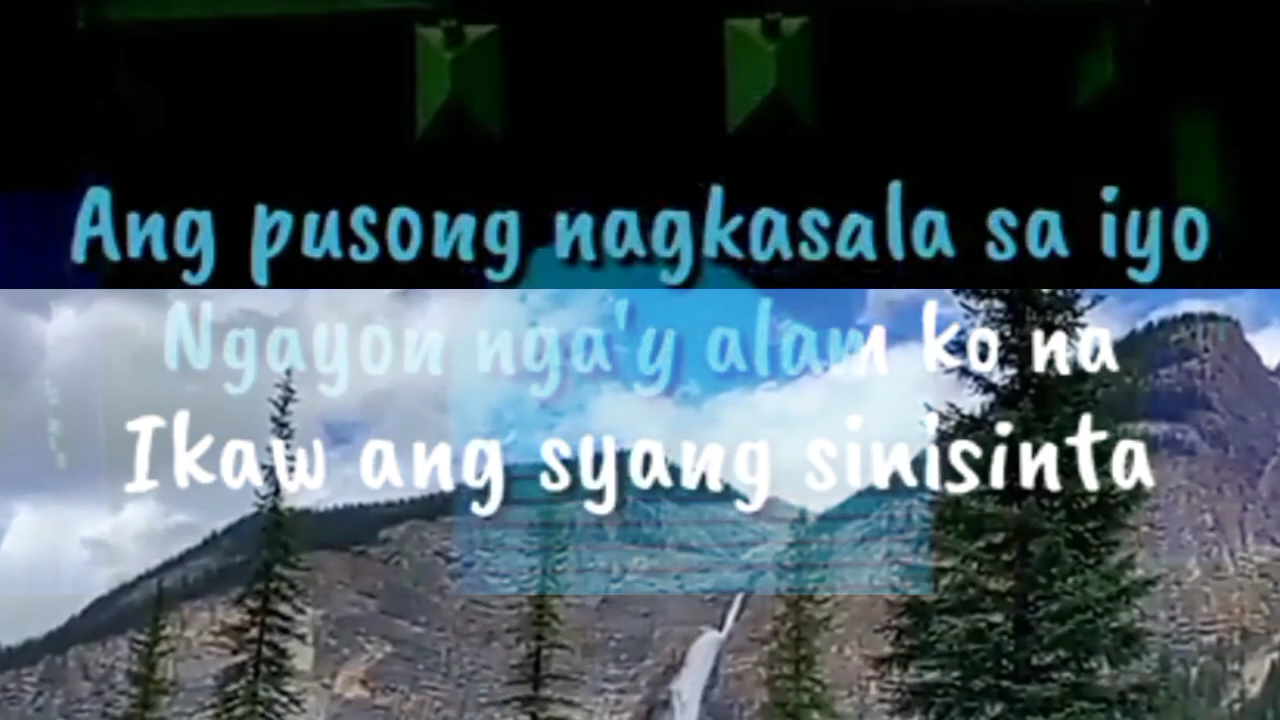 Ang pusong nagkasala sa iyo
Ngayon nga'y alam ko na
Ikaw ang syang sinisinta